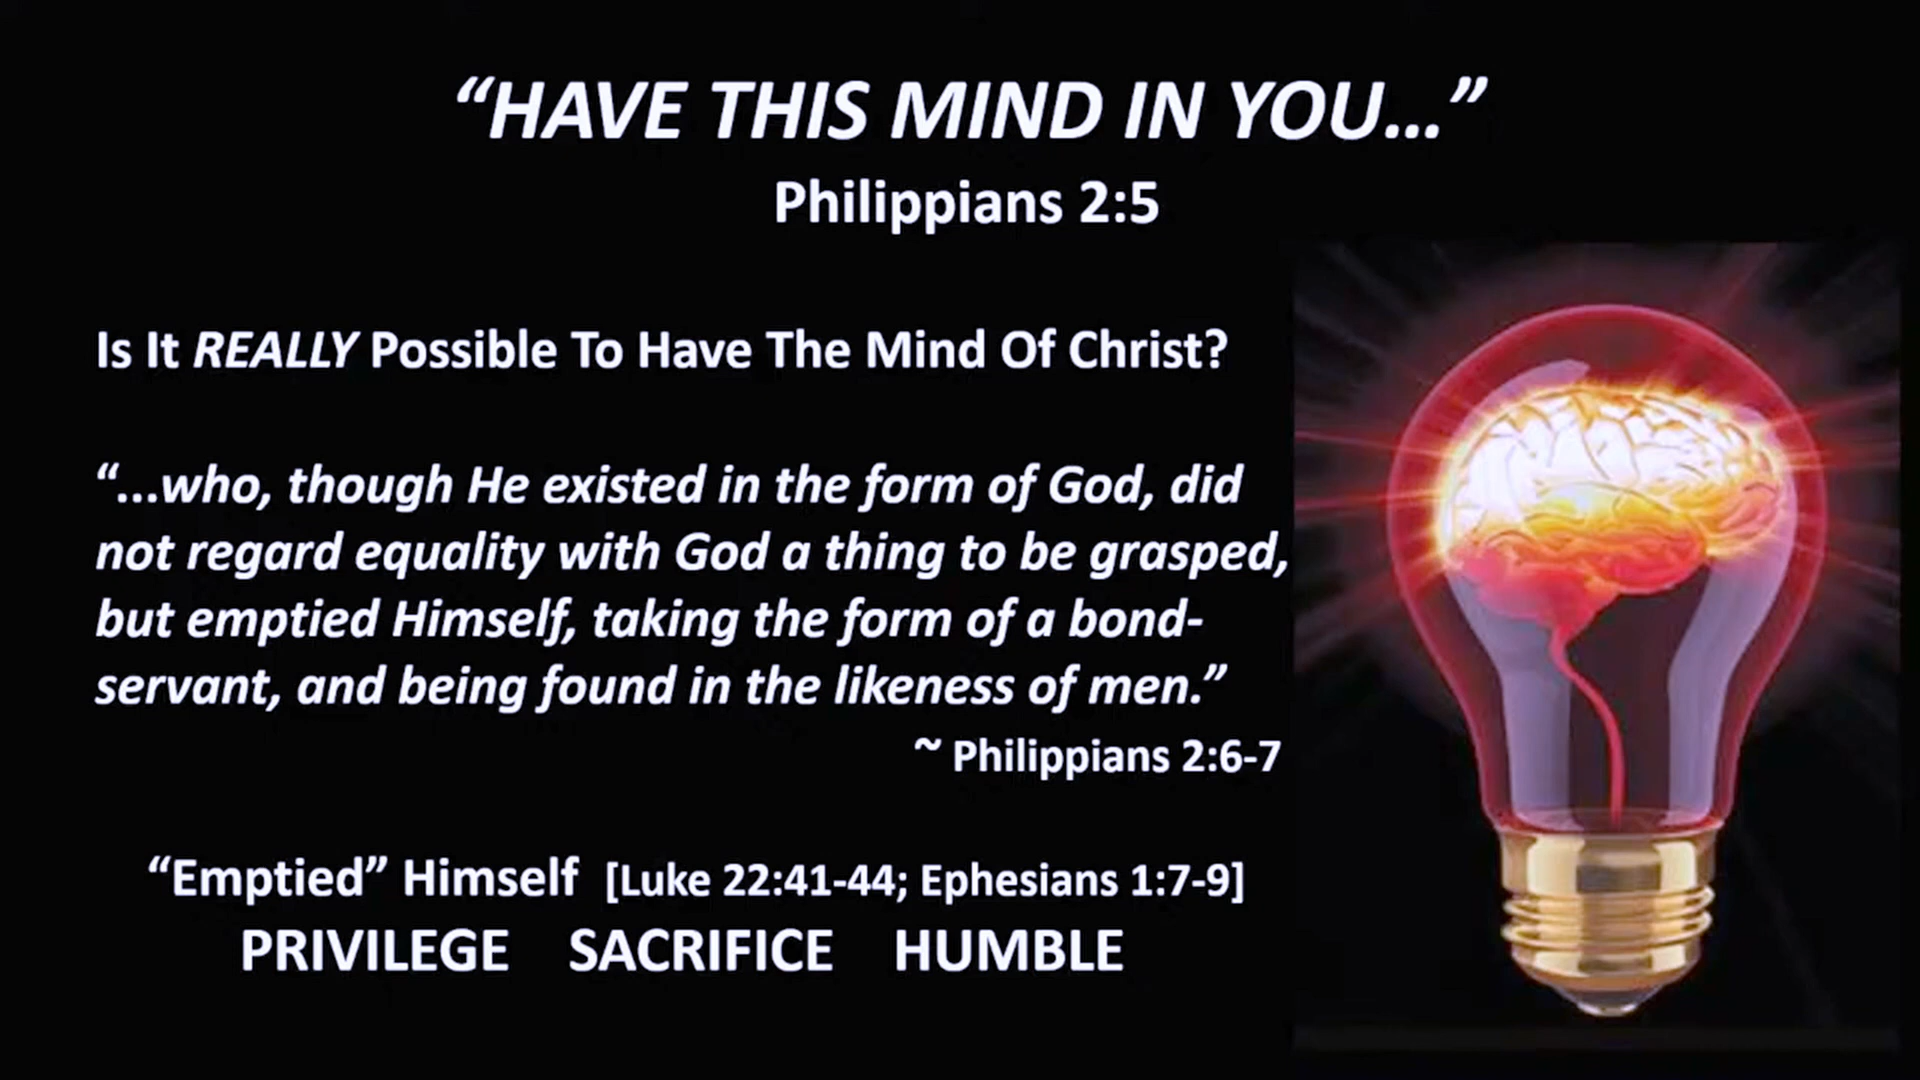 “HAVE THIS MIND IN YOU...”
Philippians 2:5
Is It REALLY Possible To Have The Mind Of Christ?
“...who, though He existed in the form of God, did
not regard equality with God a thing to be grasped,
but emptied Himself, taking the form of a bond-
servant, and being found in the likeness of men.”
~ Philippians 2:6-7
“Emptied” Himself [Luke 22:41-44; Ephesians 1:7-9]
PRIVILEGE SACRIFICE HUMBLE